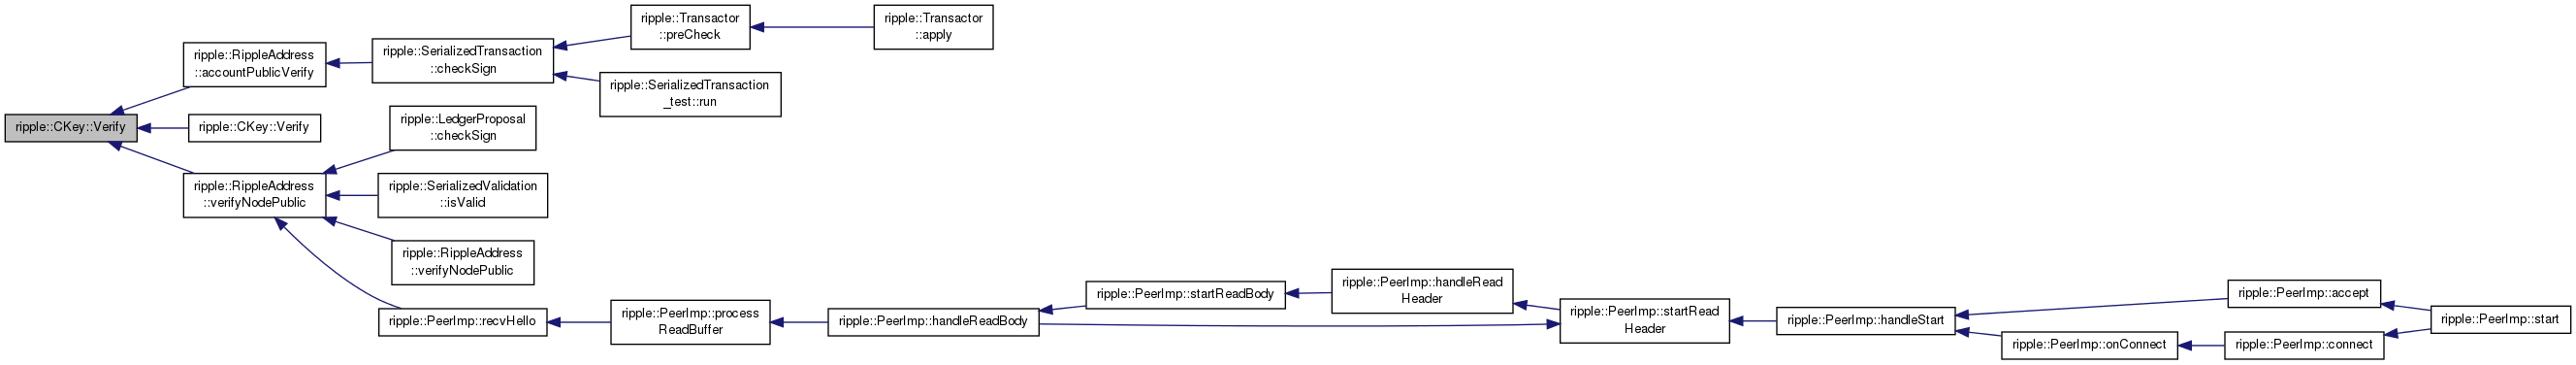 ripple::CKey::Verify
ripple::RippleAddress
::accountPublicVerify
ripple::SerializedTransaction
::checkSign
ripple::Transactor
::preCheck
ripple::Transactor
::apply
ripple::SerializedTransaction
_test::run
ripple::CKey::Verify
ripple::RippleAddress
::verifyNodePublic
ripple::LedgerProposal
::checkSign
ripple::SerializedValidation
::isValid
ripple::RippleAddress
::verifyNodePublic
ripple::PeerImp::recvHello
ripple::PeerImp::process
ReadBuffer
ripple::PeerImp::handleReadBody
ripple::PeerImp::startReadBody
ripple::PeerImp::handleRead
Header
ripple::PeerImp::startRead
Header
ripple::PeerImp::handleStart
ripple::PeerImp::accept
ripple::PeerImp::onConnect
ripple::PeerImp::connect
ripple::PeerImp::start